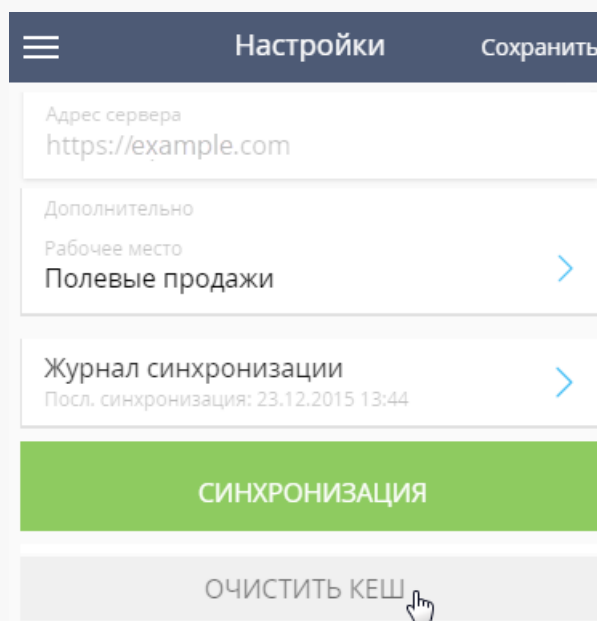 Настройки Сохранить
Адрес сервера
https://example.com
Дополнительно
Рабочее место
Полевые продажи
Журнал синхронизации
Посл. синхронизация: 23.12.2015 13:44
СИНХРОНИЗАЦИЯ
ОЧИСТИТЬ КЕШ